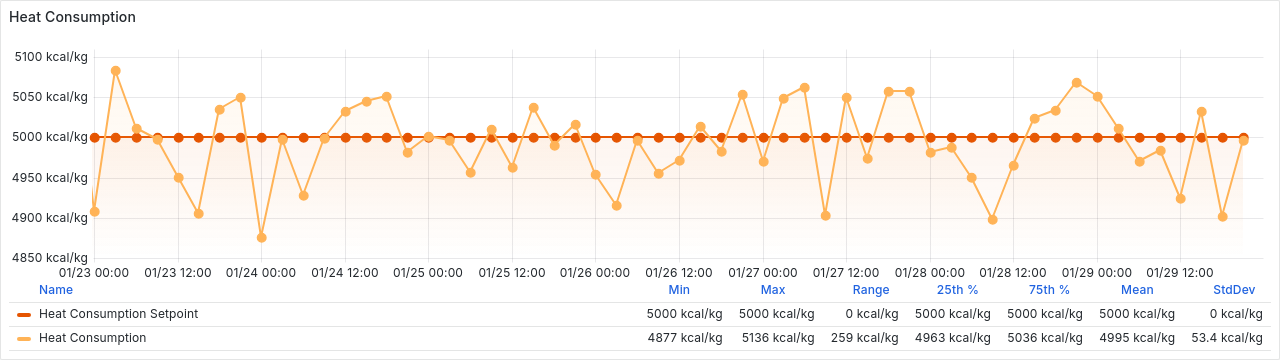 Heat Consumption
5100 kcal/kg
5050 kcal/kg
5000 kcal/kg
4950 kcal/kg
4900 kcal/kg
4850 kcal/kg
01/23 00:00 01/23 12:00 01/24 00:00 01/24 12:00 01/25 00:00 01/25 12:00 01/26 00:00 01/26 12:00 01/27 00:00 01/27 12:00 01/28 00:00 01/28 12:00 01/29 00:00 01/29 12:00
Name Min Max Range 25th % 75th % Mean StdDev
Heat Consumption Setpoint 5000 kcal/kg 5000 kcal/kg 0 kcal/kg 5000 kcal/kg 5000 kcal/kg 5000 kcal/kg 0 kcal/kg
Heat Consumption 4877 kcal/kg 5136 kcal/kg 259 kcal/kg 4963 kcal/kg 5036 kcal/kg 4995 kcal/kg 53.4 kcal/kg